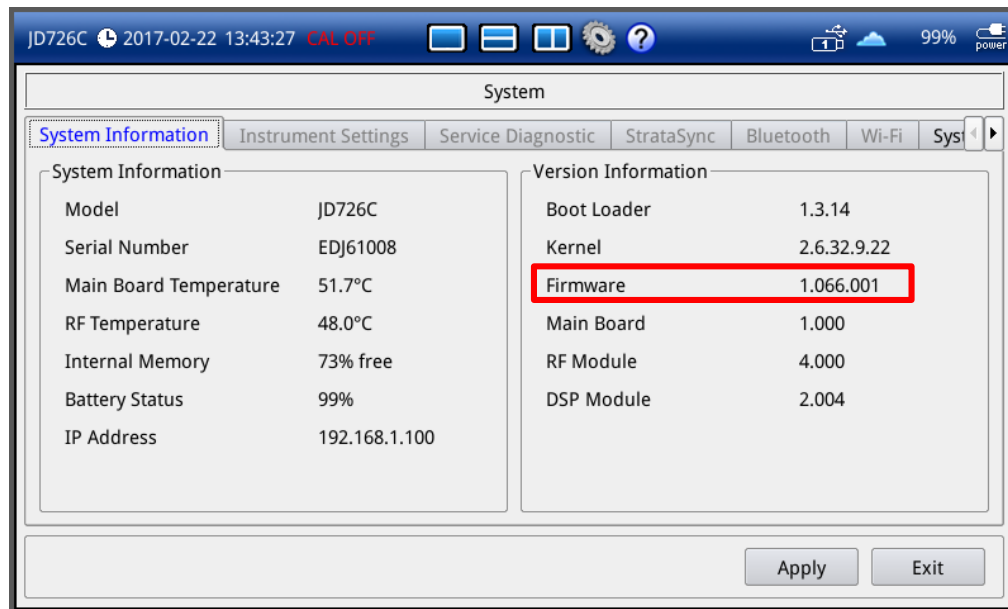 JD726C 2017-02-22 13:43:27 CAL OFF ? 1 99% power
System
System Information Instrument Settings Service Diagnostic StrataSync Bluetooth Wi-Fi Syst
System Information
Model JD726C
Serial Number EDJ61008
Main Board Temperature 51.7°C
RF Temperature 48.0°C
Internal Memory 73% free
Battery Status 99%
IP Address 192.168.1.100
Version Information
Boot Loader 1.3.14
Kernel 2.6.32.9.22
Firmware 1.066.001
Main Board 1.000
RF Module 4.000
DSP Module 2.004
Apply Exit